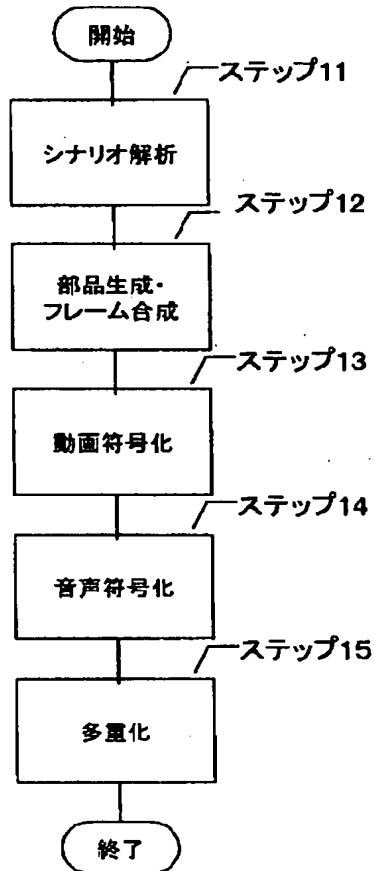 開始
ステップ11
シナリオ解析
ステップ12
部品生成・
フレーム合成
ステップ13
動画符号化
ステップ14
音声符号化
ステップ15
多重化
終了